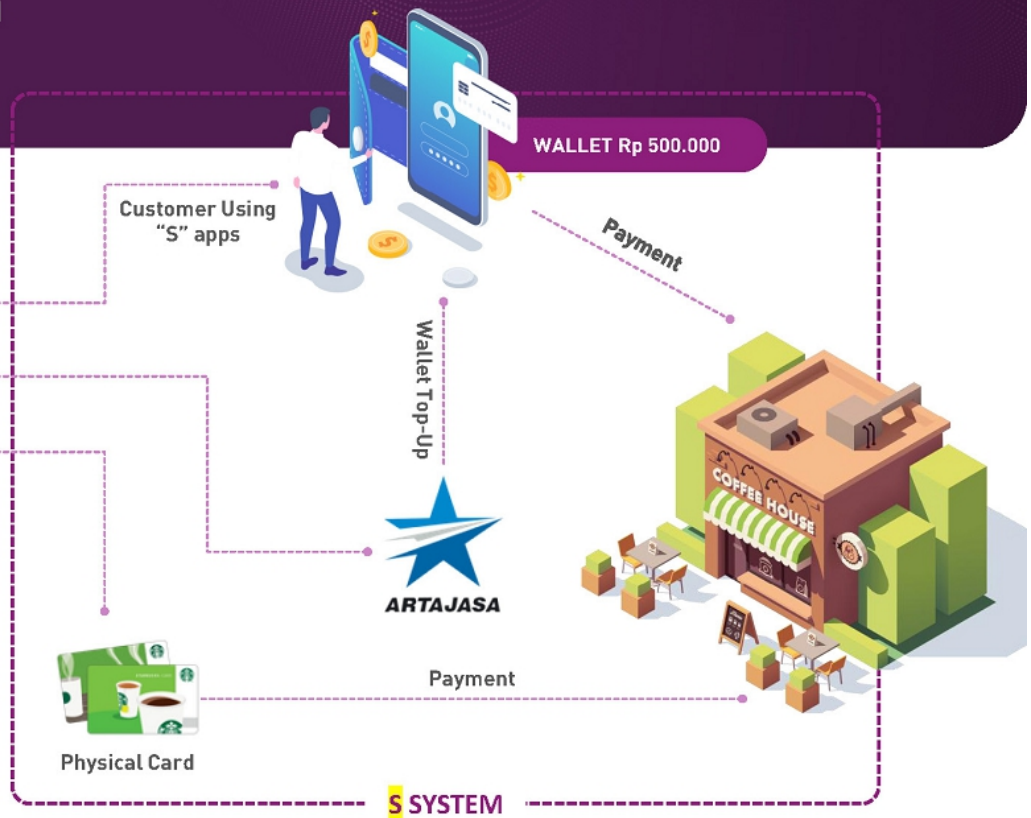 WALLET Rp 500.000
Customer Using
“S” apps
Payment
Wallet Top-Up
COFFEE HOUSE
ARTAJASA
Payment
Physical Card
S SYSTEM